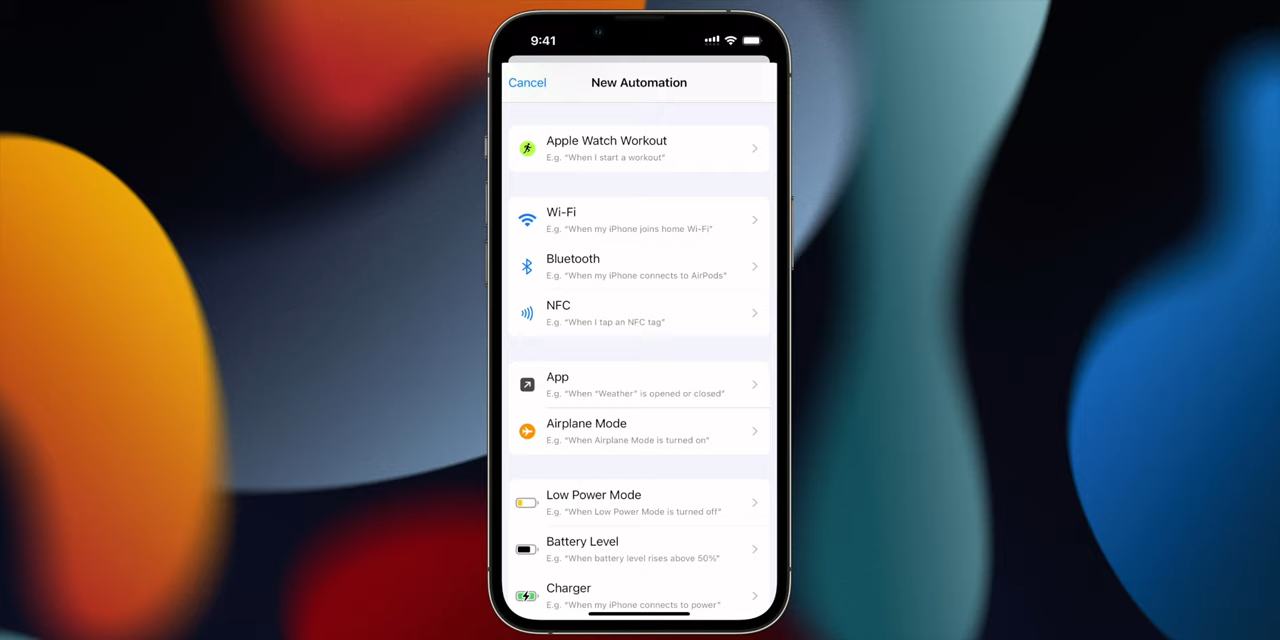 9:41
Cancel
New Automation
Apple Watch Workout
E.g. “When I start a workout”
Wi-Fi
E.g. “When my iPhone joins home Wi-Fi”
Bluetooth
E.g. “When my iPhone connects to AirPods”
NFC
E.g. “When I tap an NFC tag”
App
E.g. “When “Weather” is opened or closed”
Airplane Mode
E.g. “When Airplane Mode is turned on”
Low Power Mode
E.g. “When Low Power Mode is turned off”
Battery Level
E.g. “When battery level rises above 50%”
Charger
E.g. “When my iPhone connects to power”